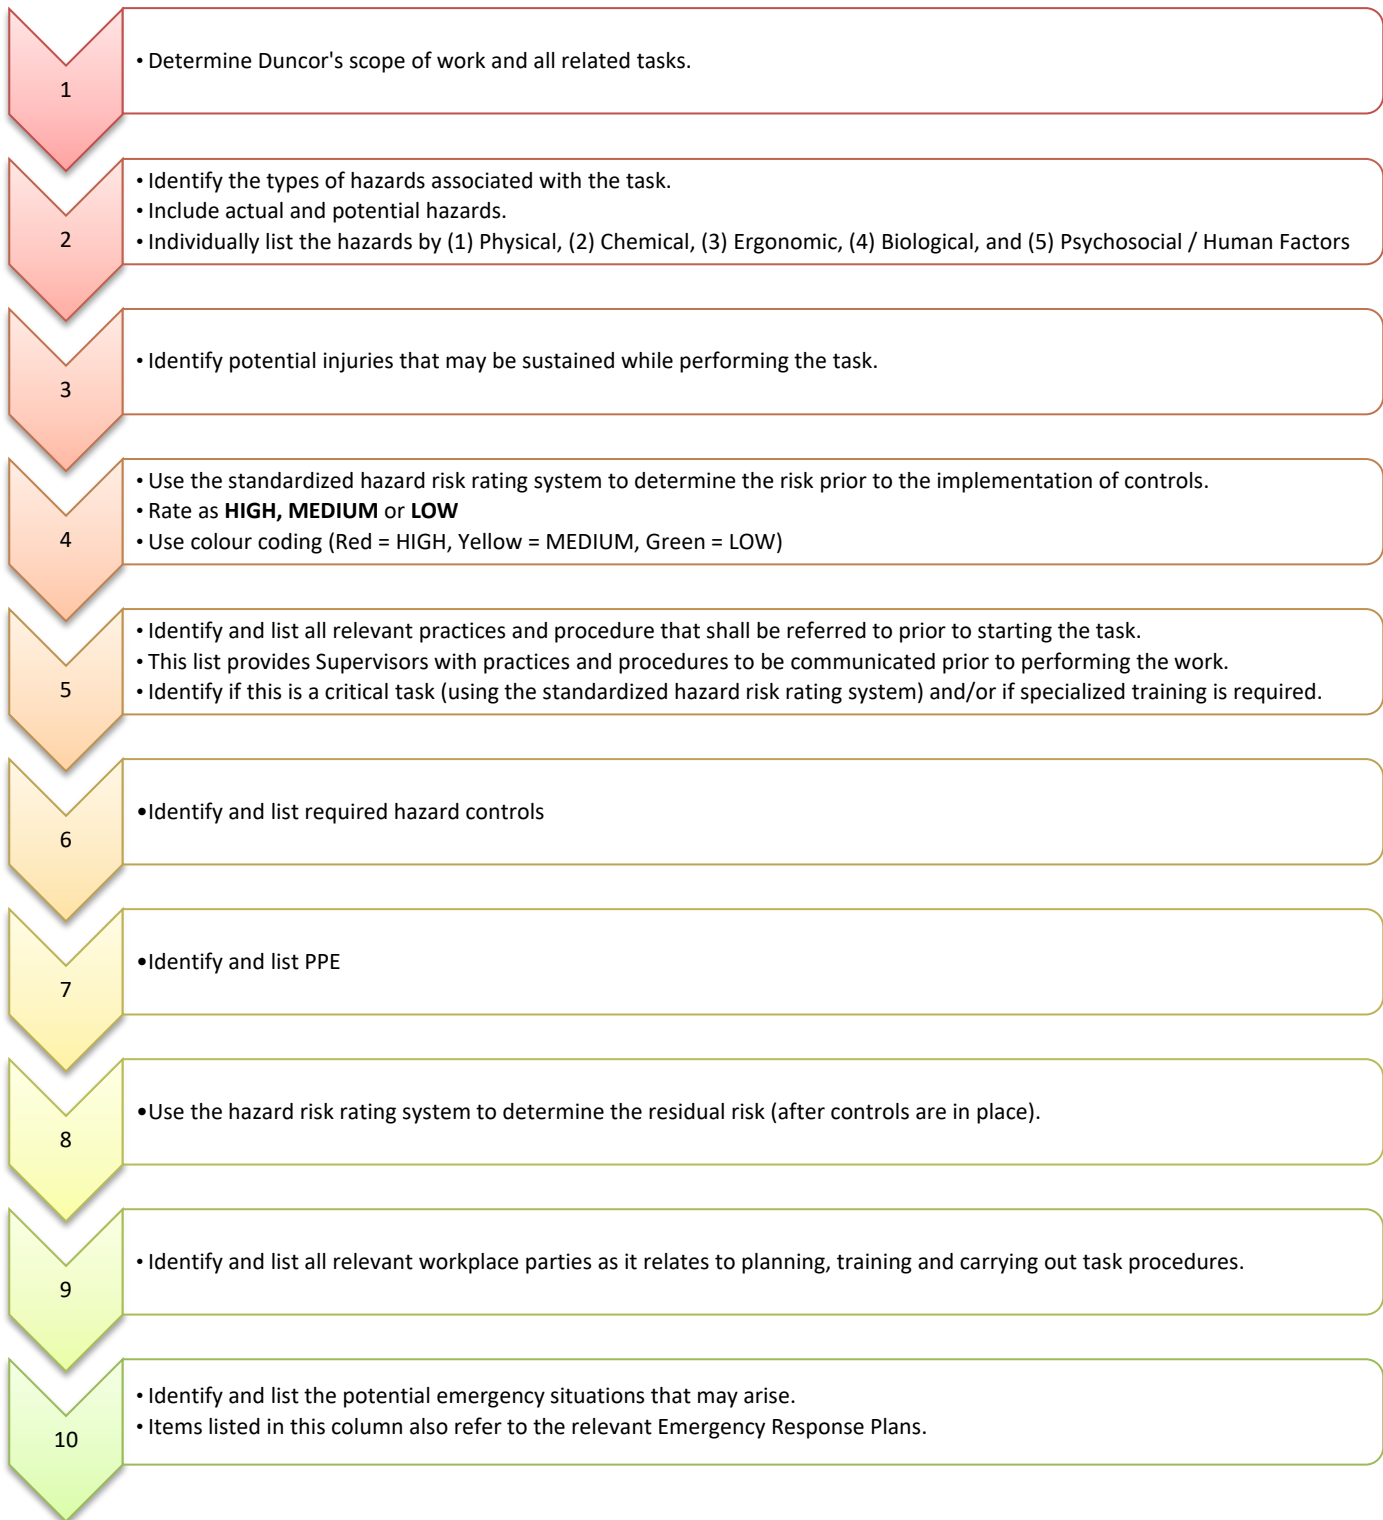 1
• Determine Duncor's scope of work and all related tasks.
2
• Identify the types of hazards associated with the task.
• Include actual and potential hazards.
• Individually list the hazards by (1) Physical, (2) Chemical, (3) Ergonomic, (4) Biological, and (5) Psychosocial / Human Factors
3
• Identify potential injuries that may be sustained while performing the task.
4
• Use the standardized hazard risk rating system to determine the risk prior to the implementation of controls.
• Rate as HIGH, MEDIUM or LOW
• Use colour coding (Red = HIGH, Yellow = MEDIUM, Green = LOW)
5
• Identify and list all relevant practices and procedure that shall be referred to prior to starting the task.
• This list provides Supervisors with practices and procedures to be communicated prior to performing the work.
• Identify if this is a critical task (using the standardized hazard risk rating system) and/or if specialized training is required.
6
•Identify and list required hazard controls
7
•Identify and list PPE
8
•Use the hazard risk rating system to determine the residual risk (after controls are in place).
9
• Identify and list all relevant workplace parties as it relates to planning, training and carrying out task procedures.
10
• Identify and list the potential emergency situations that may arise.
• Items listed in this column also refer to the relevant Emergency Response Plans.